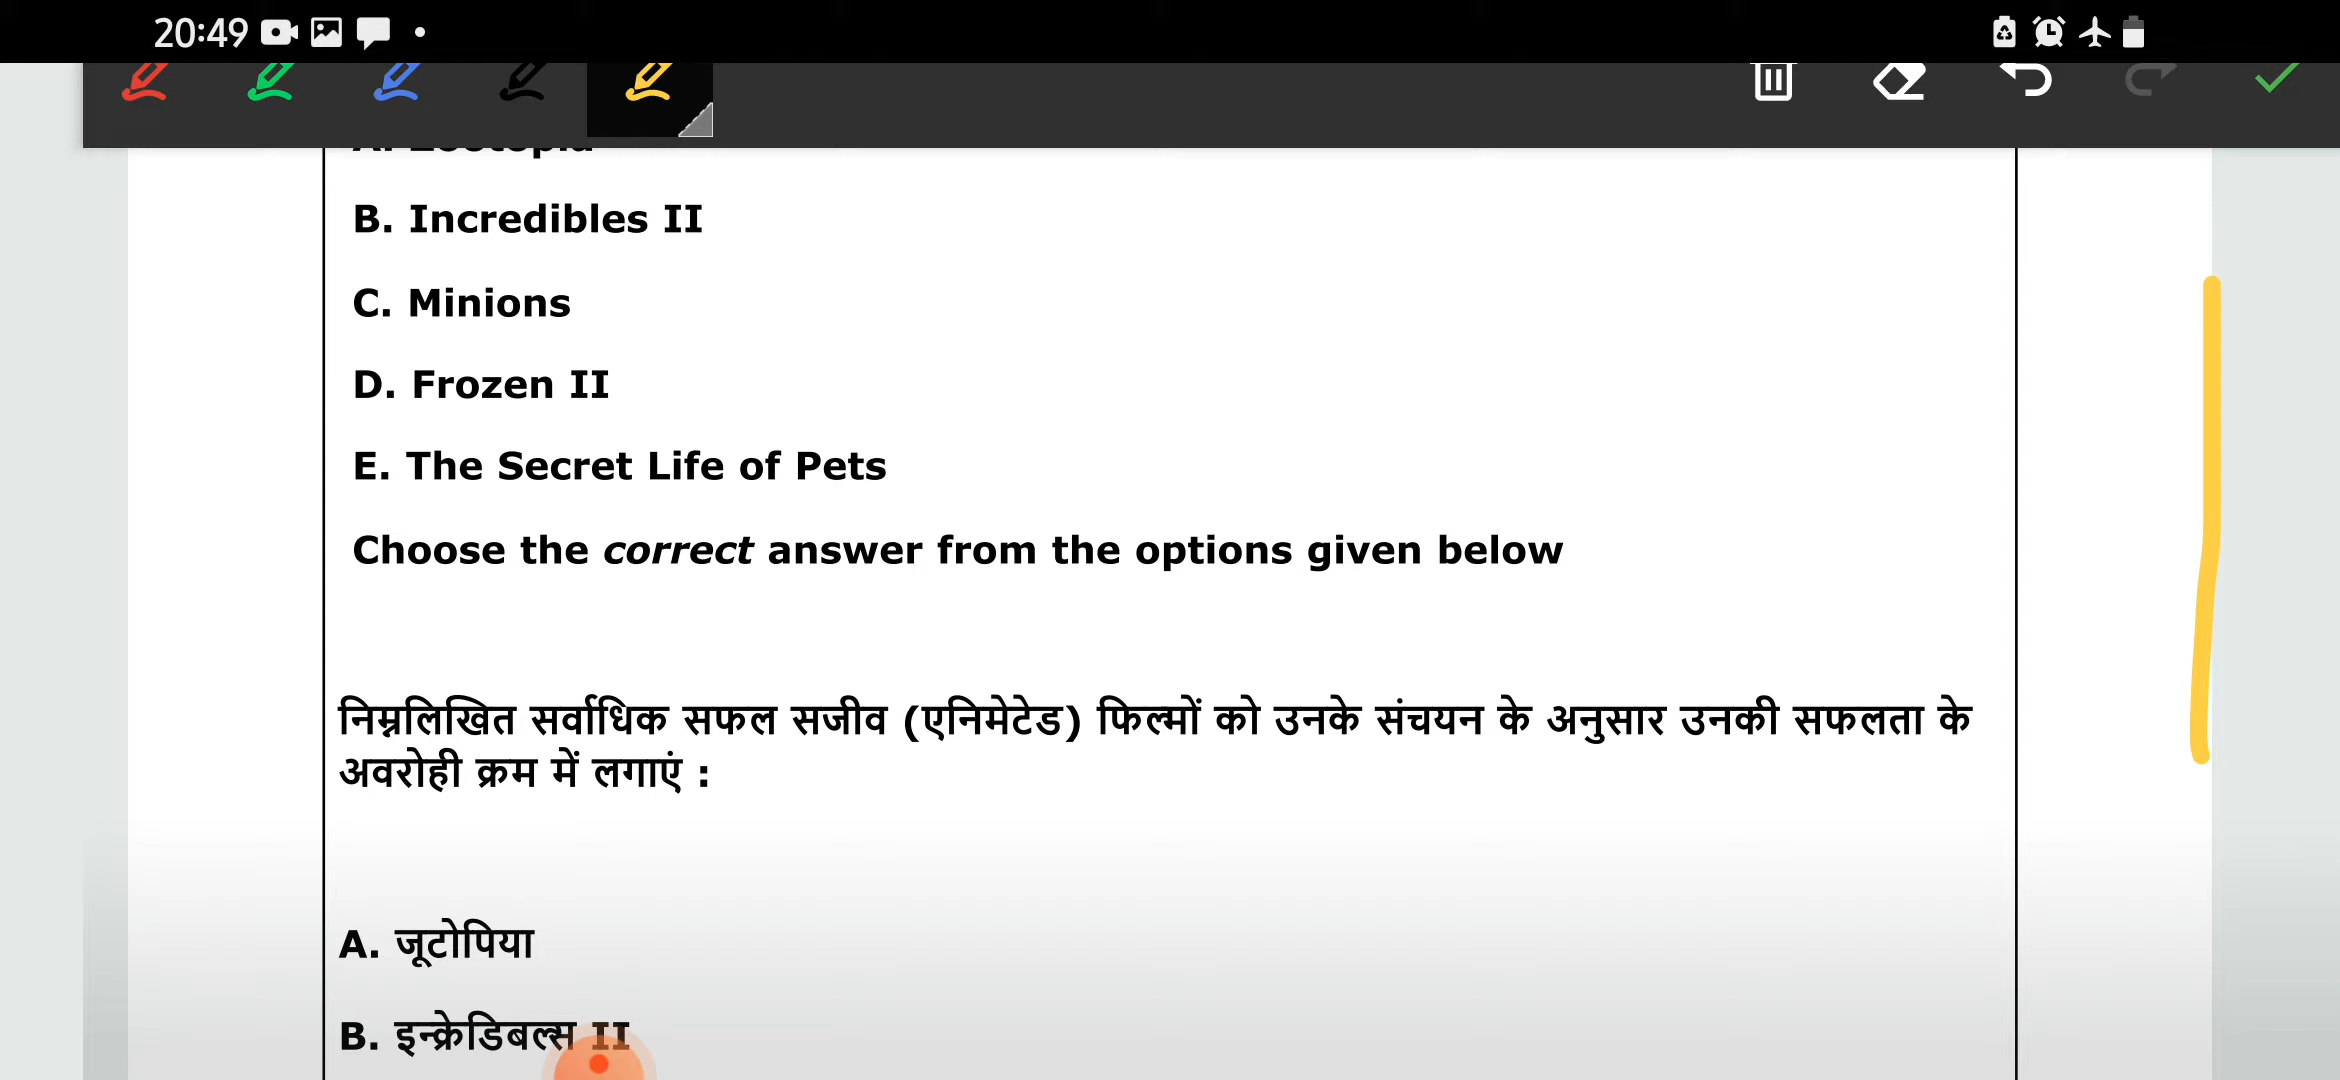 20:49
B. Incredibles II
C. Minions
D. Frozen II
E. The Secret Life of Pets
Choose the correct answer from the options given below
निम्नलिखित सर्वाधिक सफल सजीव (एनिमेटेड) फिल्मों को उनके संचयन के अनुसार उनकी सफलता के
अवरोही क्रम में लगाएं :
A. जूटोपिया
B. इन्क्रेडिबल्स II